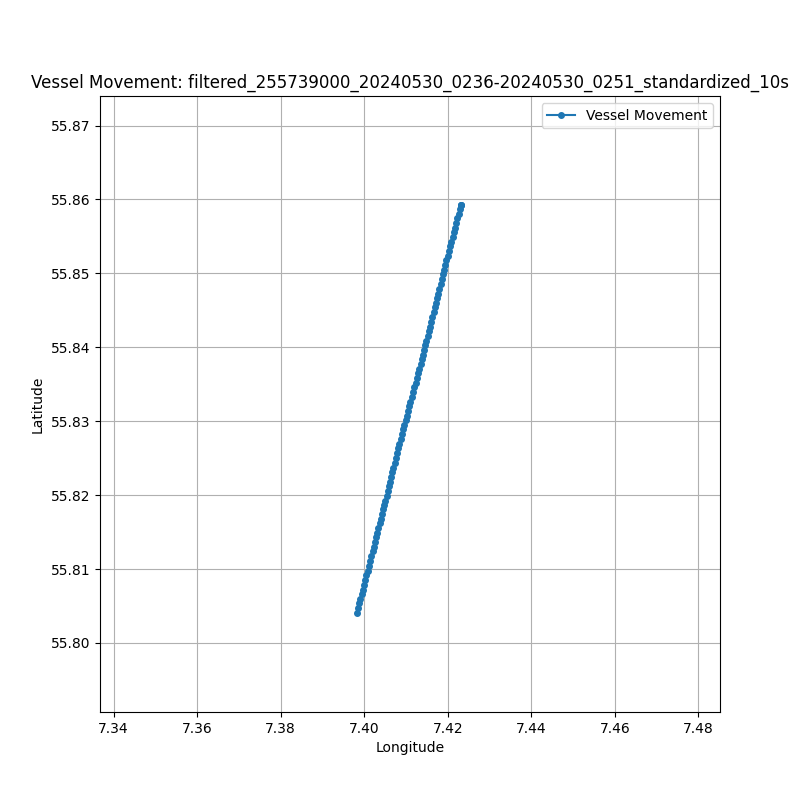 Vessel Movement: filtered_255739000_20240530_0236-20240530_0251_standardized_10s
Vessel Movement
55.87
55.86
55.85
55.84
55.83
55.82
55.81
55.80
Latitude
7.34 7.36 7.38 7.40 7.42 7.44 7.46 7.48
Longitude